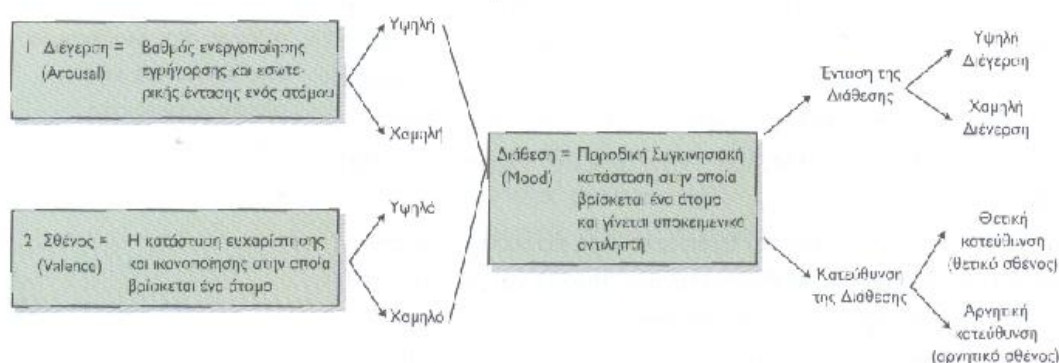 1 Διέγερση = Βαθμός ενεργοποίησης
(Arousal) εγρήγορσης και εσωτε-
ρικής έντασης ενός ατόμου
Υψηλή
Χαμηλή
2 Σθένος = Η κατάσταση ευχαρίστησης
(Valence) και ικανοποίησης στην οποία
βρίσκεται ένα άτομο
Υψηλό
Χαμηλό
Διάθεση = Παροδική Συγκινησιακή
(Mood) κατάσταση στην οποία
βρίσκεται ένα άτομο
και γίνεται υποκειμενικά
αντιληπτή
Ένταση της
Διάθεσης
Υψηλή
Διέγερση
Χαμηλή
Διέγερση
Κατεύθυνση
της Διάθεσης
Θετική
κατεύθυνση
(θετικό σθένος)
Αρνητική
κατεύθυνση
(αρνητικό σθένος)